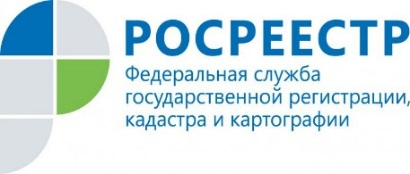 РОСРЕЕСТР
Федеральная служба
государственной регистрации,
кадастра и картографии